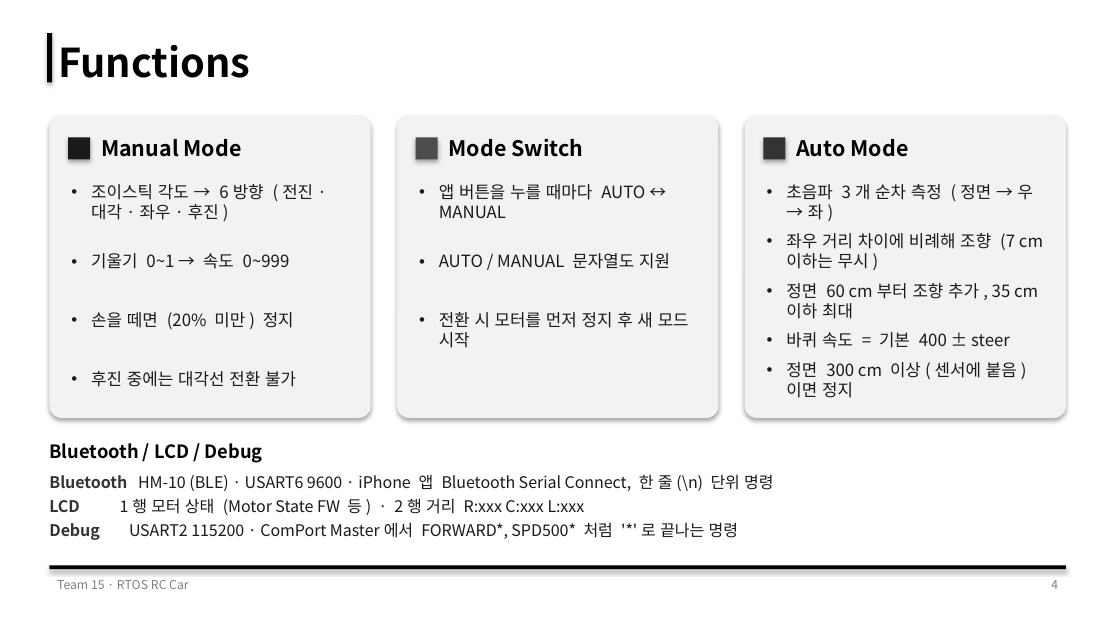 Functions
Manual Mode
• 조이스틱 각도 → 6 방향 ( 전진 ·
대각 · 좌우 · 후진 )
• 기울기 0~1 → 속도 0~999
• 손을 떼면 (20% 미만 ) 정지
• 후진 중에는 대각선 전환 불가
Mode Switch
• 앱 버튼을 누를 때마다 AUTO ↔
MANUAL
• AUTO / MANUAL 문자열도 지원
• 전환 시 모터를 먼저 정지 후 새 모드
시작
Auto Mode
• 초음파 3 개 순차 측정 ( 정면 → 우
→ 좌 )
• 좌우 거리 차이에 비례해 조향 (7 cm
이하는 무시 )
• 정면 60 cm 부터 조향 추가 , 35 cm
이하 최대
• 바퀴 속도 = 기본 400 ± steer
• 정면 300 cm 이상 ( 센서에 붙음 )
이면 정지
Bluetooth / LCD / Debug
Bluetooth HM-10 (BLE) · USART6 9600 · iPhone 앱 Bluetooth Serial Connect, 한 줄 (\n) 단위 명령
LCD 1 행 모터 상태 (Motor State FW 등 ) · 2 행 거리 R:xxx C:xxx L:xxx
Debug USART2 115200 · ComPort Master 에서 FORWARD*, SPD500* 처럼 '*' 로 끝나는 명령
Team 15 · RTOS RC Car
4